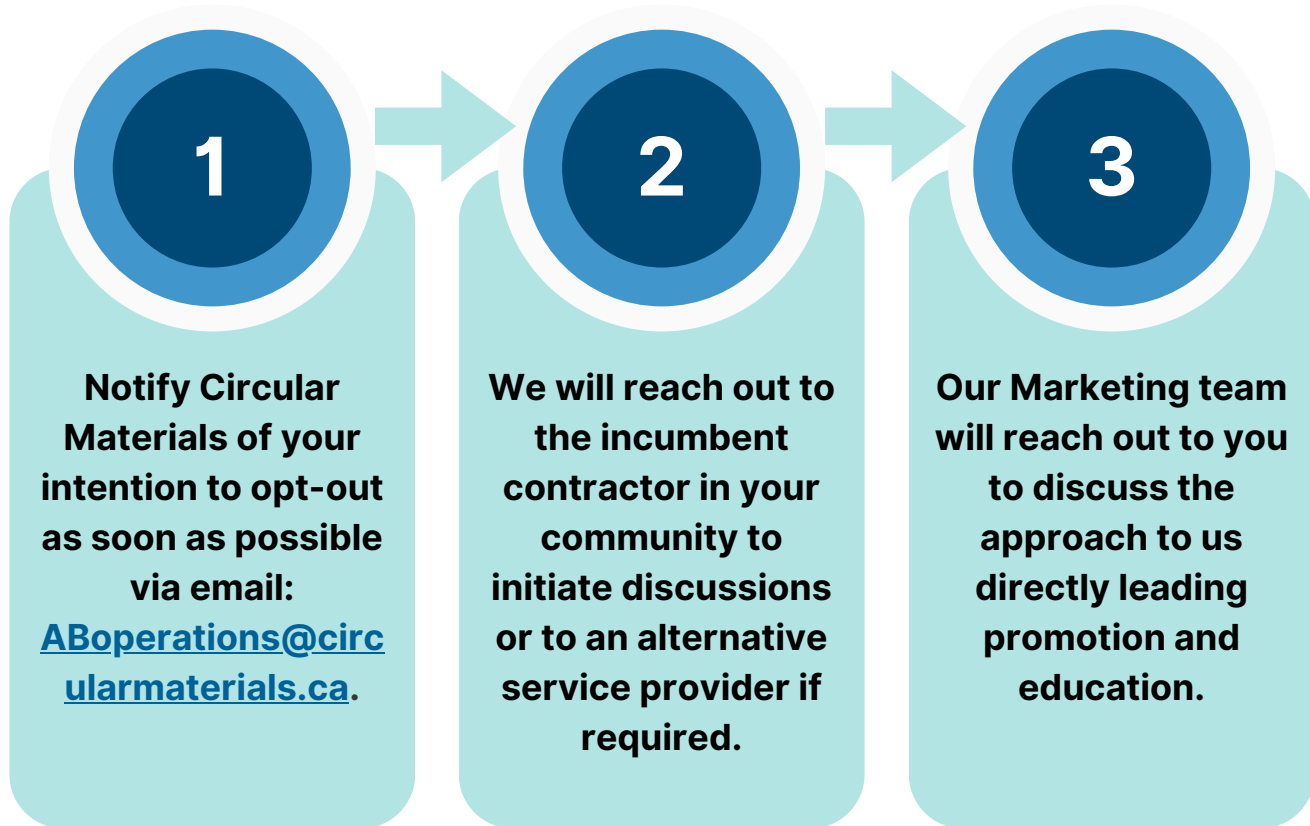 1
Notify Circular
Materials of your
intention to opt-out
as soon as possible
via email:
ABoperations@circ
ularmaterials.ca.
2
We will reach out to
the incumbent
contractor in your
community to
initiate discussions
or to an alternative
service provider if
required.
3
Our Marketing team
will reach out to you
to discuss the
approach to us
directly leading
promotion and
education.